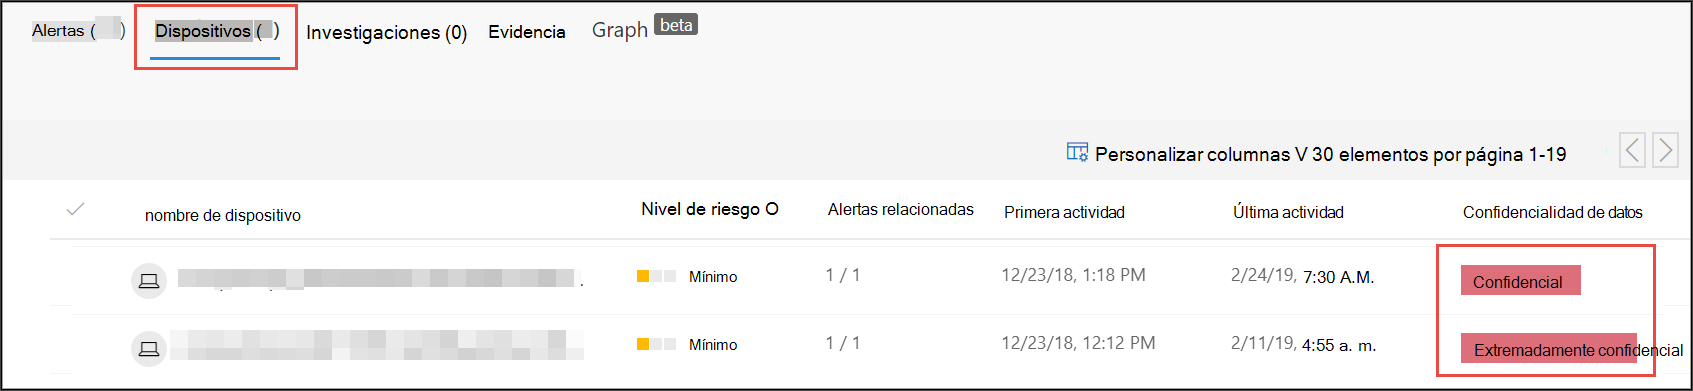 Alertas ( )
Dispositivos ( )
Investigaciones (0)
Evidencia
Graph beta
Personalizar columnas V 30 elementos por página 1-19
nombre de dispositivo
Nivel de riesgo O
Alertas relacionadas
Primera actividad
Última actividad
Confidencialidad de datos
Mínimo
1 / 1
12/23/18, 1:18 PM
2/24/19, 7:30 A.M.
Confidencial
Mínimo
1 / 1
12/23/18, 12:12 PM
2/11/19, 4:55 a. m.
Extremadamente confidencial